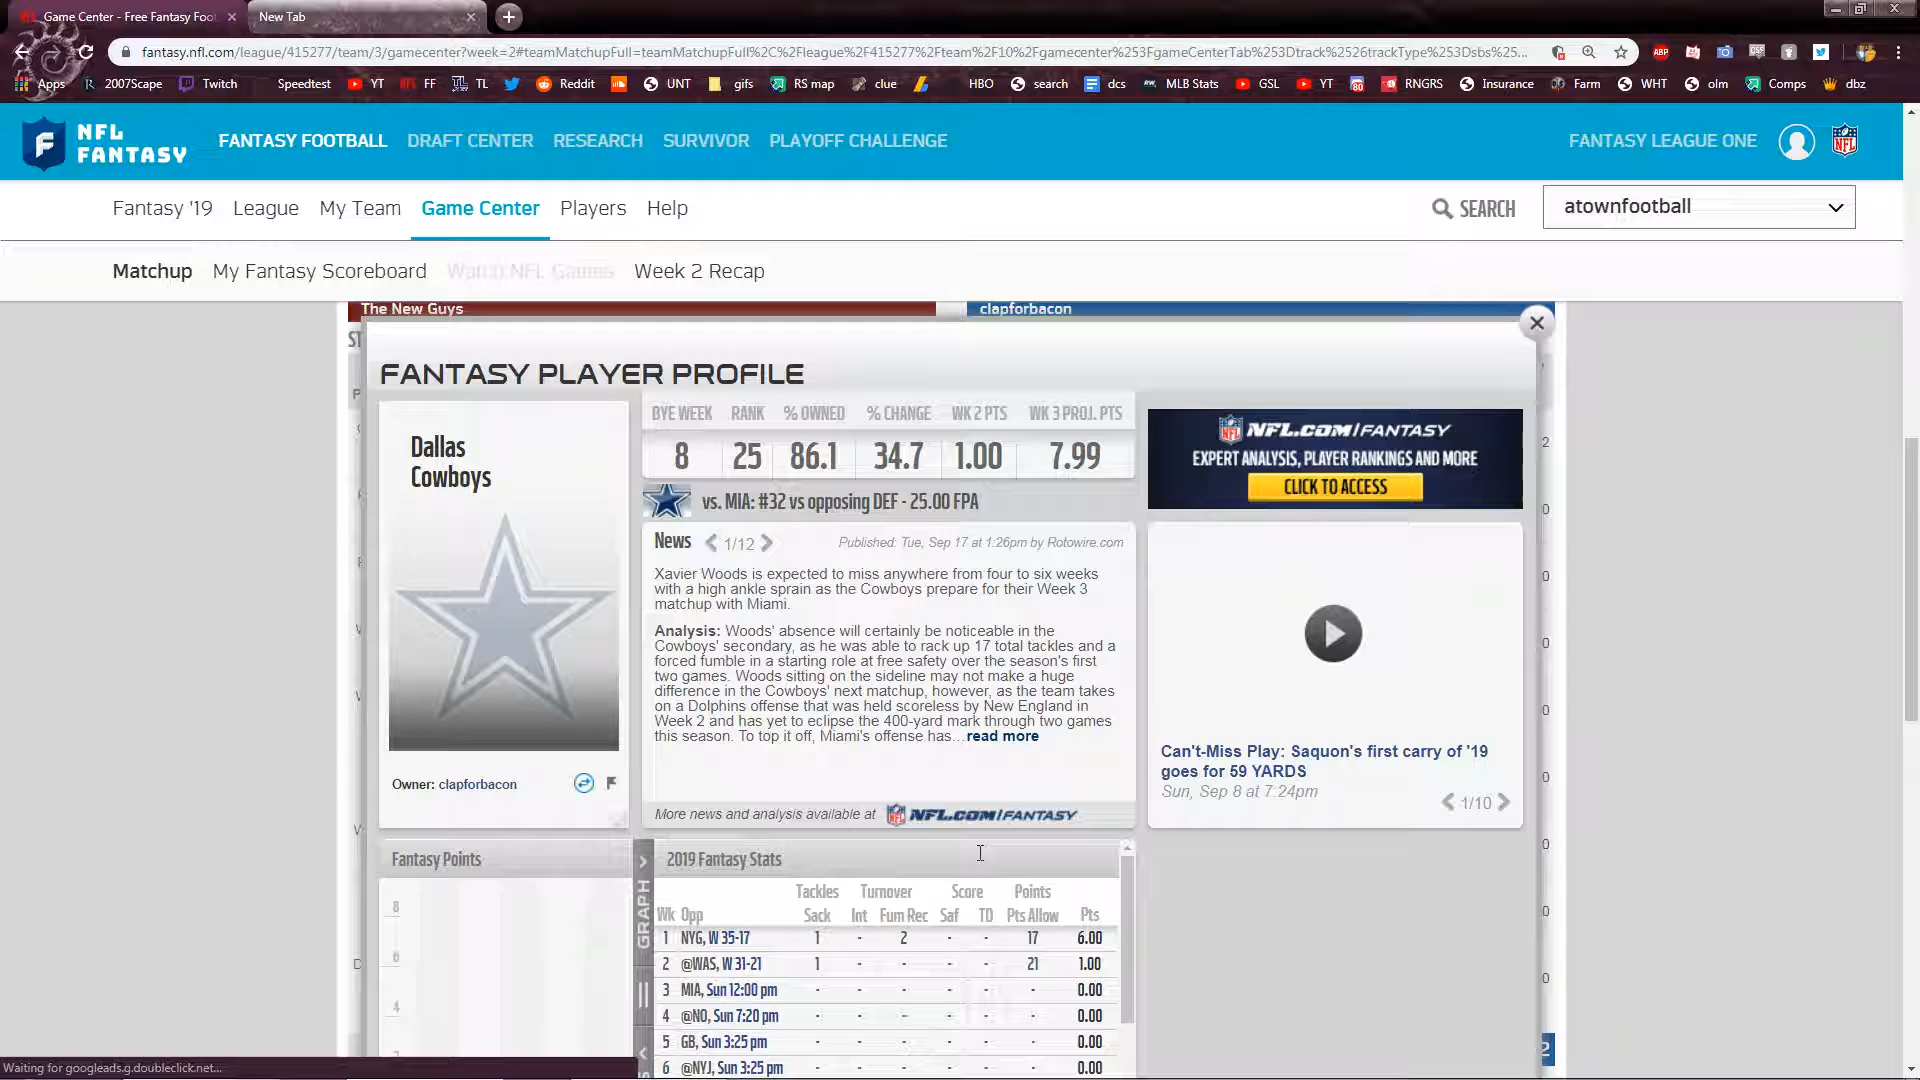 Game Center - Free Fantasy Foot
New Tab
fantasy.nfl.com/league/415277/team/3/gamecenter?week=2#teamMatchupFull=teamMatchupFull%2C%2Fleague%2F415277%2Fteam%2F10%2Fgamecenter%253FgameCenterTab%253Dtrack%2526trackType%253Dsbs%25...
Apps 2007Scape Twitch Speedtest YT FF TL Reddit UNT gifs RS map clue HBO search dcs MLB Stats GSL YT RNGRS Insurance Farm WHT olm Comps dbz
NFL FANTASY
FANTASY FOOTBALL DRAFT CENTER RESEARCH SURVIVOR PLAYOFF CHALLENGE FANTASY LEAGUE ONE
Fantasy '19 League My Team Game Center Players Help SEARCH atownfootball
Matchup My Fantasy Scoreboard Watch NFL Games Week 2 Recap
The New Guys clapforbacon
FANTASY PLAYER PROFILE
Dallas
Cowboys
Owner: clapforbacon
BYE WEEK RANK % OWNED % CHANGE WK 2 PTS WK 3 PROJ. PTS
8 25 86.1 34.7 1.00 7.99
vs. MIA: #32 vs opposing DEF - 25.00 FPA
News 1/12 Published: Tue, Sep 17 at 1:26pm by Rotowire.com
Xavier Woods is expected to miss anywhere from four to six weeks
with a high ankle sprain as the Cowboys prepare for their Week 3
matchup with Miami.
Analysis: Woods' absence will certainly be noticeable in the
Cowboys' secondary, as he was able to rack up 17 total tackles and a
forced fumble in a starting role at free safety over the season's first
two games. Woods sitting on the sideline may not make a huge
difference in the Cowboys' next matchup, however, as the team takes
on a Dolphins offense that was held scoreless by New England in
Week 2 and has yet to eclipse the 400-yard mark through two games
this season. To top it off, Miami's offense has...read more
More news and analysis available at NFL.COM/FANTASY
NFL.COM/FANTASY
EXPERT ANALYSIS, PLAYER RANKINGS AND MORE
CLICK TO ACCESS
Can't-Miss Play: Saquon's first carry of '19
goes for 59 YARDS
Sun, Sep 8 at 7:24pm
1/10
Fantasy Points
8
6
4
GRAPH
2019 Fantasy Stats
Tackles Turnover Score Points
Wk Opp Sack Int Fum Rec Saf TD Pts Allow Pts
1 NYG, W 35-17 1 - 2 - - 17 6.00
2 @WAS, W 31-21 1 - - - - 21 1.00
3 MIA, Sun 12:00 pm - - - - - - 0.00
4 @NO, Sun 7:20 pm - - - - - - 0.00
5 GB, Sun 3:25 pm - - - - - - 0.00
6 @NYJ, Sun 3:25 pm - - - - - - 0.00
Waiting for googleads.g.doubleclick.net...